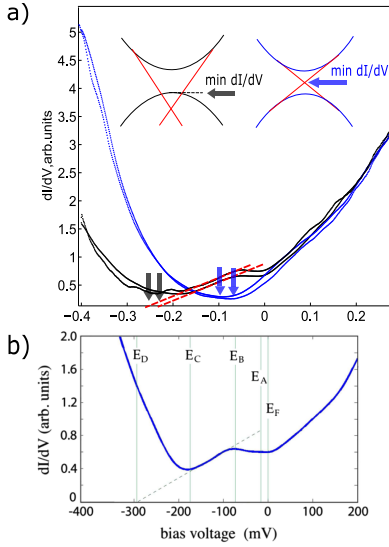 a)
min dI/dV
min dI/dV
dI/dV,arb.units
5
4.5
4
3.5
3
2.5
2
1.5
1
0.5
−0.4 −0.3 −0.2 −0.1 0 0.1 0.2
b)
dI/dV (arb. units)
2.0
1.6
1.2
0.8
0.4
0
E_D E_C E_B
E_A
E_F
−400 −300 −200 −100 0 100 200
bias voltage (mV)